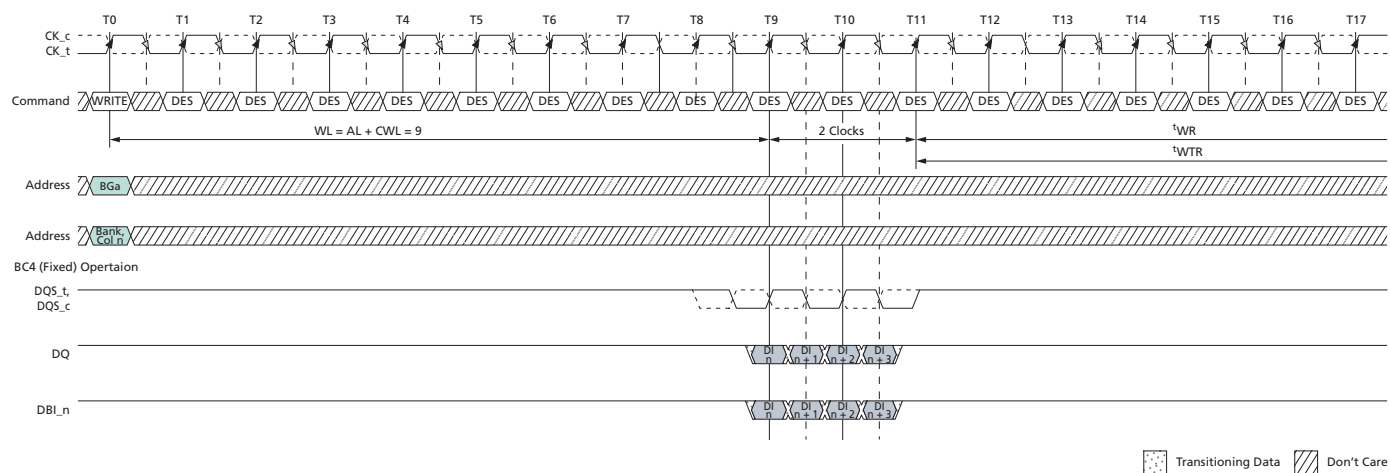 T0 T1 T2 T3 T4 T5 T6 T7 T8 T9 T10 T11 T12 T13 T14 T15 T16 T17
CK_c
CK_t
Command WRITE DES DES DES DES DES DES DES DES DES DES DES DES DES DES DES DES DES
WL = AL + CWL = 9 2 Clocks tWR
tWTR
Address BGa
Address Bank, Col n
BC4 (Fixed) Opertaion
DQS_t,
DQS_c
DQ DI n DI n + 1 DI n + 2 DI n + 3
DBI_n DI n DI n + 1 DI n + 2 DI n + 3
Transitioning Data Don't Care